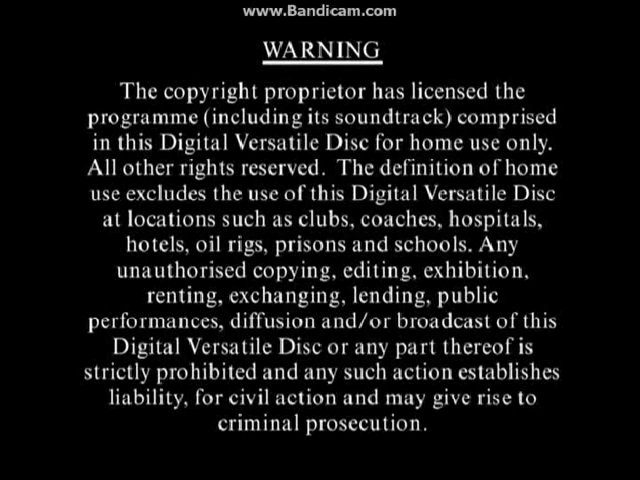 www.Bandicam.com
WARNING
The copyright proprietor has licensed the
programme (including its soundtrack) comprised
in this Digital Versatile Disc for home use only.
All other rights reserved. The definition of home
use excludes the use of this Digital Versatile Disc
at locations such as clubs, coaches, hospitals,
hotels, oil rigs, prisons and schools. Any
unauthorised copying, editing, exhibition,
renting, exchanging, lending, public
performances, diffusion and/or broadcast of this
Digital Versatile Disc or any part thereof is
strictly prohibited and any such action establishes
liability, for civil action and may give rise to
criminal prosecution.